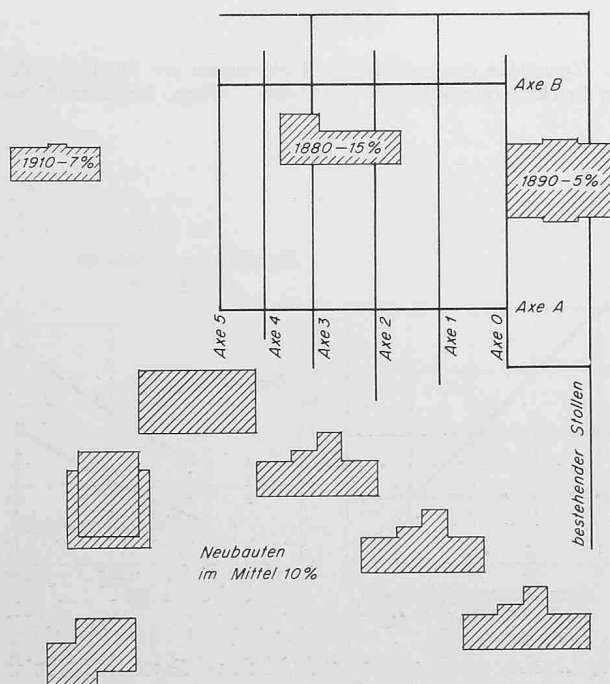 Axe B
1910-7%
1880-15%
1890-5%
Axe A
Axe 5
Axe 4
Axe 3
Axe 2
Axe 1
Axe 0
bestehender Stollen
Neubauten
im Mittel 10%